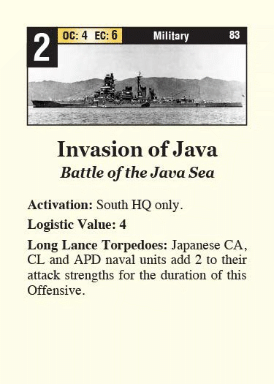 2 OC: 4 EC: 6 Military 83
Invasion of Java
Battle of the Java Sea
Activation: South HQ only.
Logistic Value: 4
Long Lance Torpedoes: Japanese CA,
CL and APD naval units add 2 to their
attack strengths for the duration of this
Offensive.